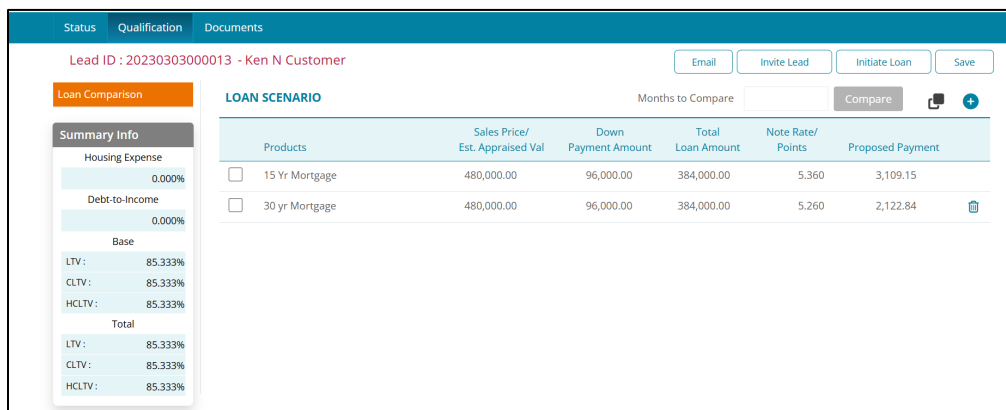 Status Qualification Documents
Lead ID : 20230303000013 - Ken N Customer
Email Invite Lead Initiate Loan Save
Loan Comparison
Summary Info
Housing Expense
0.000%
Debt-to-Income
0.000%
Base
LTV : 85.333%
CLTV : 85.333%
HCLTV : 85.333%
Total
LTV : 85.333%
CLTV : 85.333%
HCLTV : 85.333%
LOAN SCENARIO
Months to Compare Compare
Products Sales Price/ Down Total Note Rate/ Proposed Payment
Est. Appraised Val Payment Amount Loan Amount Points
15 Yr Mortgage 480,000.00 96,000.00 384,000.00 5.360 3,109.15
30 yr Mortgage 480,000.00 96,000.00 384,000.00 5.260 2,122.84